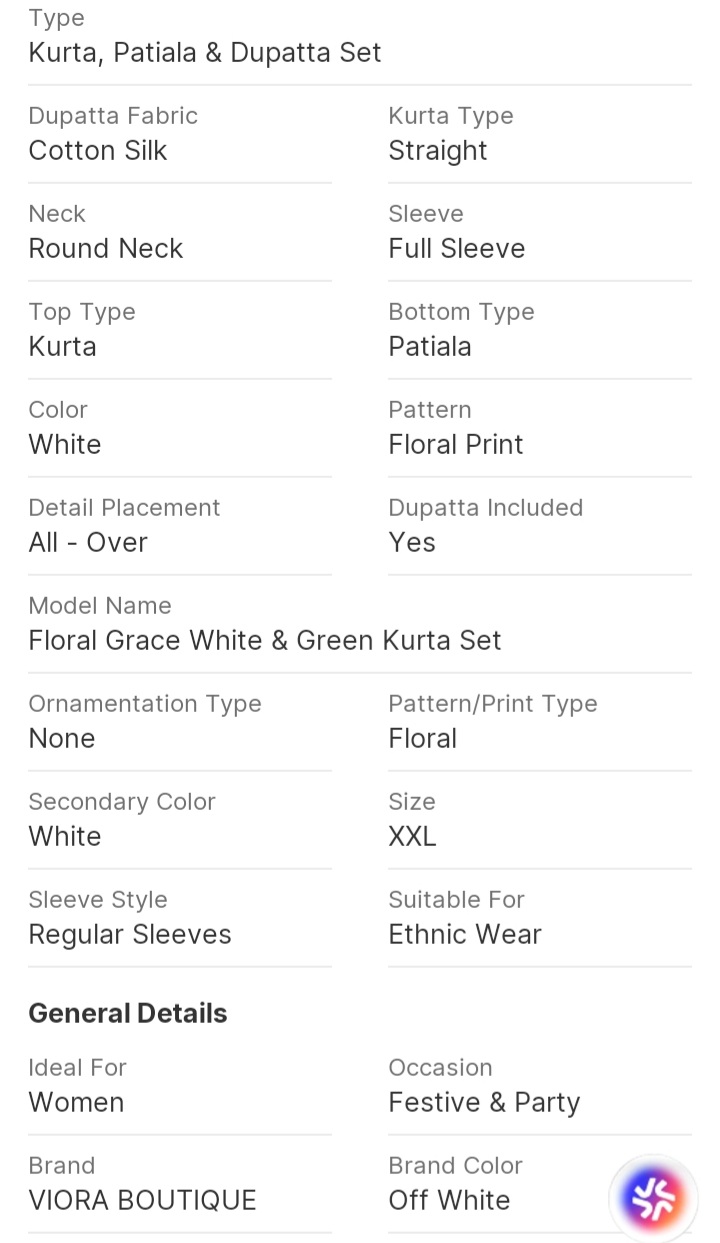 Type
Kurta, Patiala & Dupatta Set
Dupatta Fabric
Cotton Silk
Kurta Type
Straight
Neck
Round Neck
Sleeve
Full Sleeve
Top Type
Kurta
Bottom Type
Patiala
Color
White
Pattern
Floral Print
Detail Placement
All - Over
Dupatta Included
Yes
Model Name
Floral Grace White & Green Kurta Set
Ornamentation Type
None
Pattern/Print Type
Floral
Secondary Color
White
Size
XXL
Sleeve Style
Regular Sleeves
Suitable For
Ethnic Wear
General Details
Ideal For
Women
Occasion
Festive & Party
Brand
VIORA BOUTIQUE
Brand Color
Off White